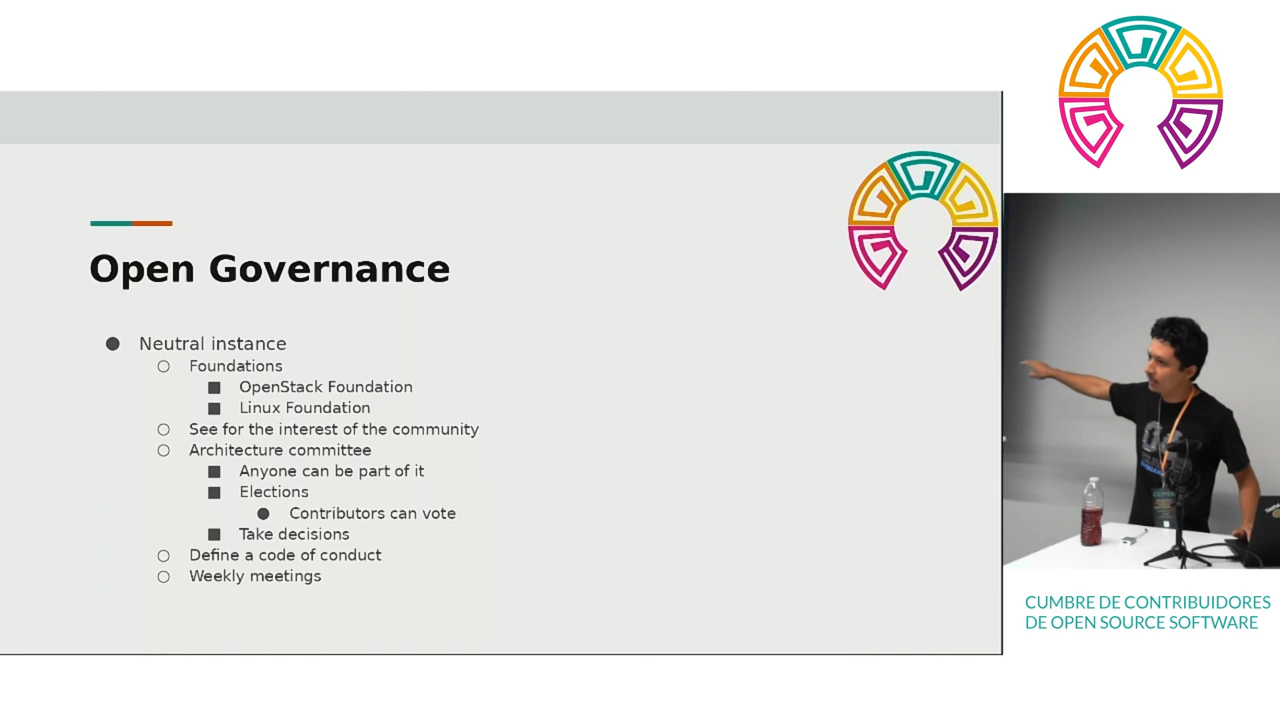 Open Governance
Neutral instance
Foundations
OpenStack Foundation
Linux Foundation
See for the interest of the community
Architecture committee
Anyone can be part of it
Elections
Contributors can vote
Take decisions
Define a code of conduct
Weekly meetings
CUMBRE DE CONTRIBUIDORES
DE OPEN SOURCE SOFTWARE